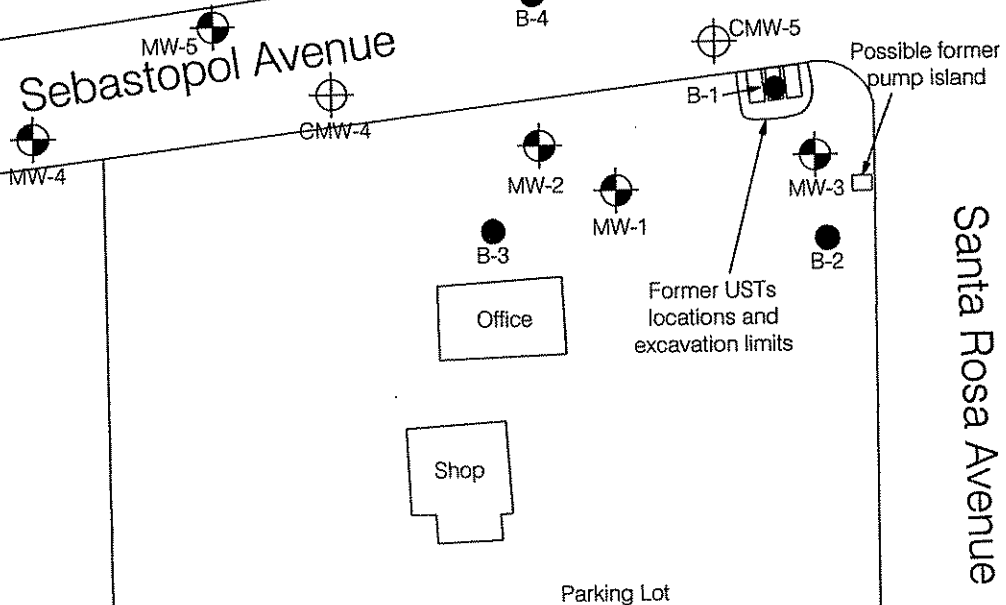 B-4
MW-5
CMW-5
Sebastopol Avenue
Possible former
pump island
B-1
CMW-4
MW-4
MW-2
MW-3
MW-1
B-3
B-2
Santa Rosa Avenue
Former USTs
locations and
excavation limits
Office
Shop
Parking Lot